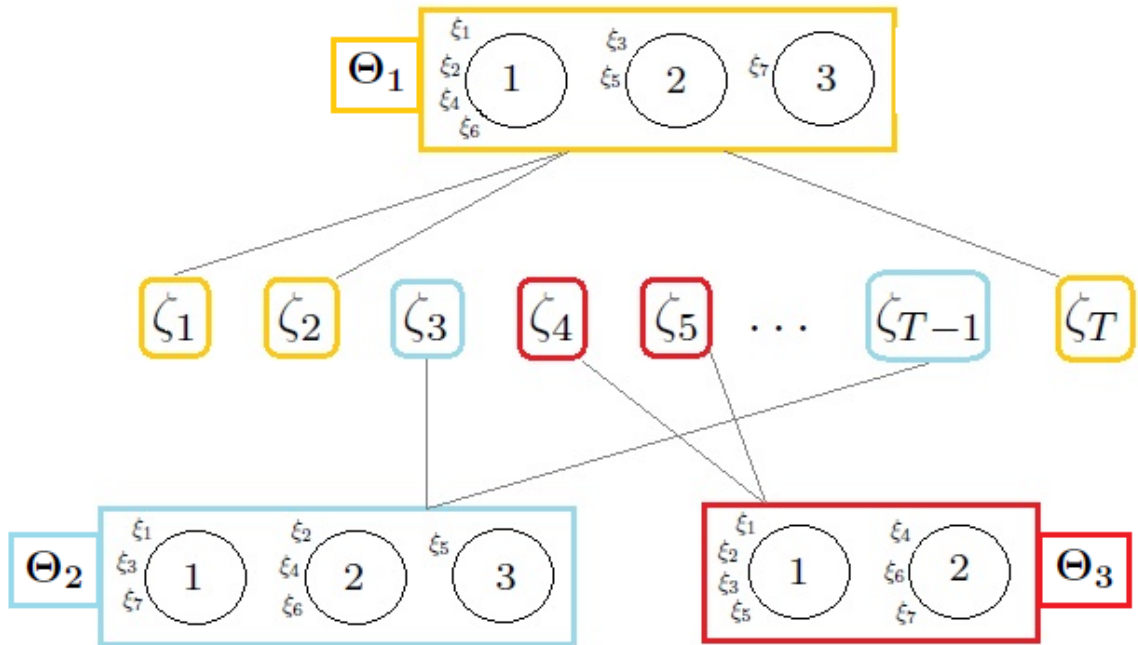 Θ₁ ξ₁ ξ₂ ξ₄ ξ₆ 1 ξ₃ ξ₅ 2 ξ₇ 3
ζ₁ ζ₂ ζ₃ ζ₄ ζ₅ . . . ζ_{T−1} ζ_T
Θ₂ ξ₁ ξ₃ ξ₇ 1 ξ₂ ξ₄ ξ₆ 2 ξ₅ 3
ξ₁ ξ₂ ξ₃ ξ₅ 1 ξ₄ ξ₆ ξ₇ 2 Θ₃